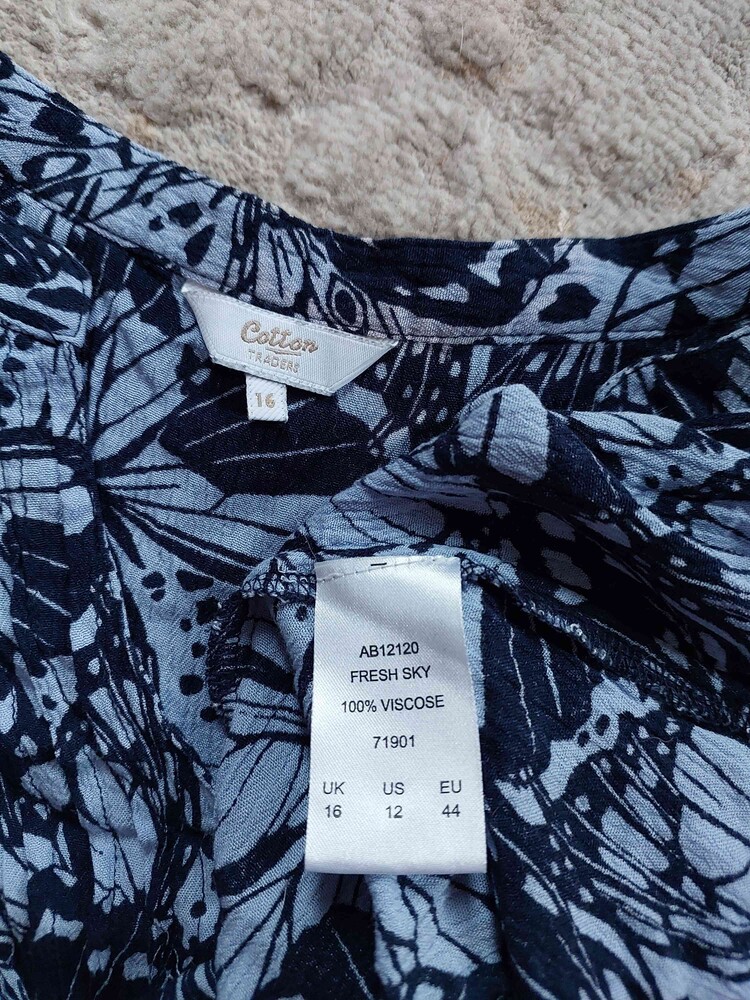 Cotton
TRADERS
16
AB12120
FRESH SKY
100% VISCOSE
71901
UK US EU
16 12 44